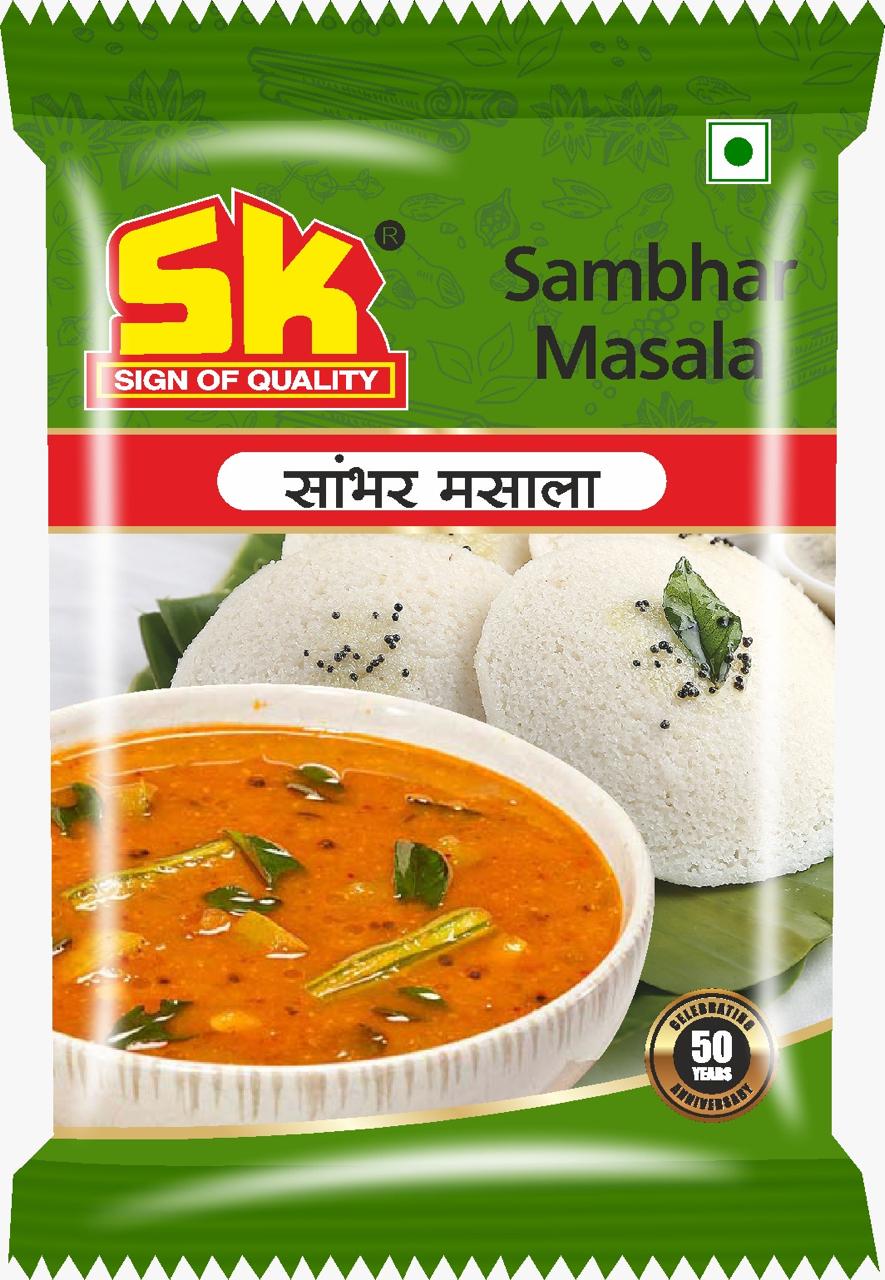 SK
®
SIGN OF QUALITY
Sambhar
Masala
सांभर मसाला
CELEBRATING
50
YEARS
ANNIVERSARY